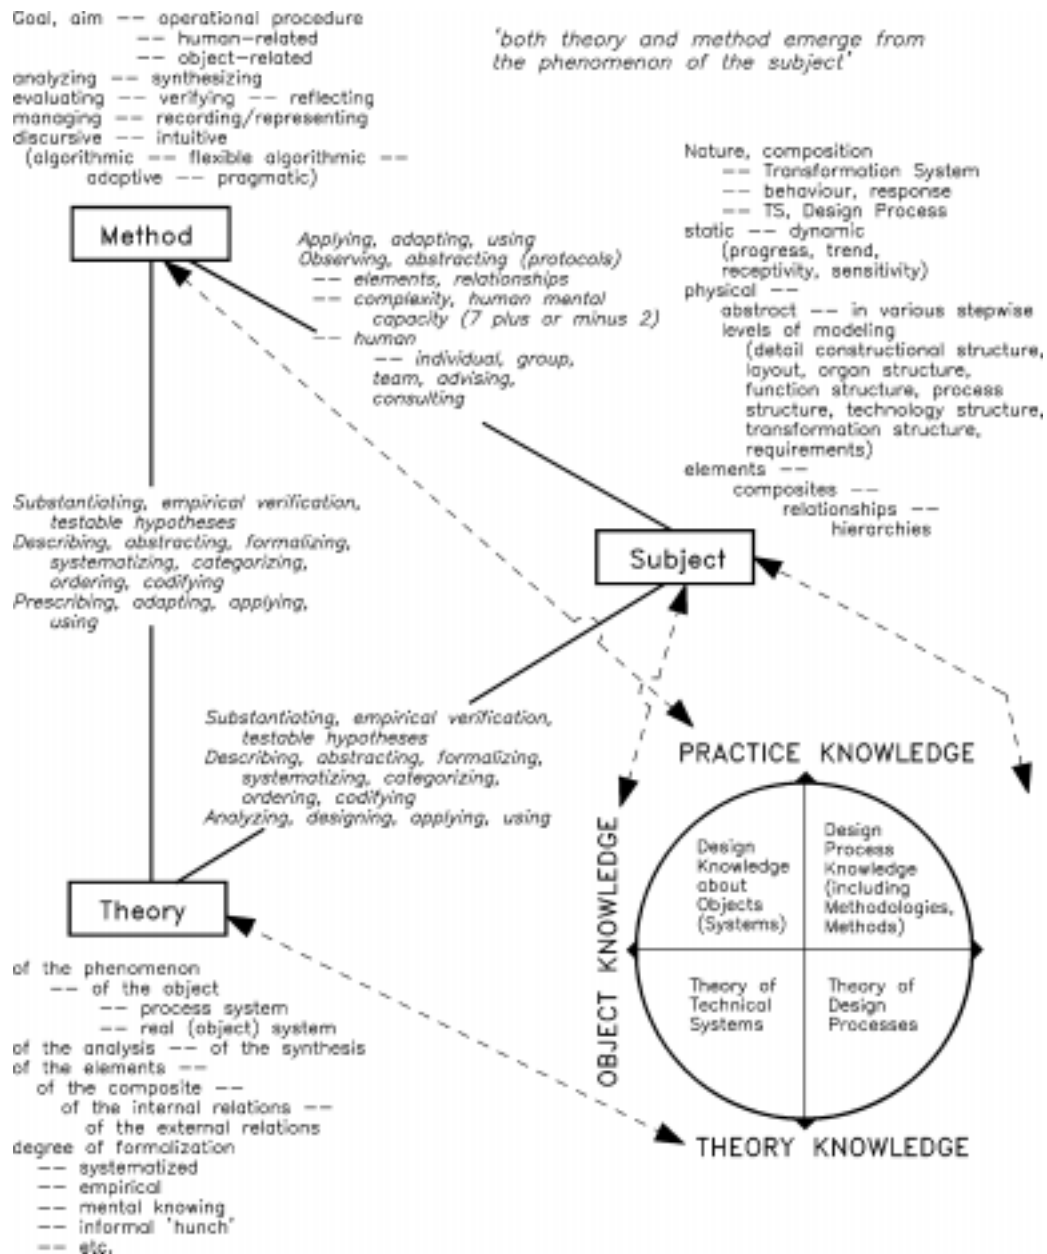 Goal, aim -- operational procedure
-- human-related
-- object-related
analyzing -- synthesizing
evaluating -- verifying -- reflecting
managing -- recording/representing
discursive -- intuitive
(algorithmic -- flexible algorithmic --
adaptive -- pragmatic)
'both theory and method emerge from
the phenomenon of the subject'
Method
Applying, adapting, using
Observing, abstracting (protocols)
-- elements, relationships
-- complexity, human mental
capacity (7 plus or minus 2)
-- human
-- individual, group,
team, advising,
consulting
Nature, composition
-- Transformation System
-- behaviour, response
-- TS, Design Process
static -- dynamic
(progress, trend,
receptivity, sensitivity)
physical --
abstract -- in various stepwise
levels of modeling
(detail constructional structure,
layout, organ structure,
function structure, process
structure, technology structure,
transformation structure,
requirements)
elements --
composites --
relationships --
hierarchies
Subject
Substantiating, empirical verification,
testable hypotheses
Describing, abstracting, formalizing,
systematizing, categorizing,
ordering, codifying
Prescribing, adapting, applying,
using
Substantiating, empirical verification,
testable hypotheses
Describing, abstracting, formalizing,
systematizing, categorizing,
ordering, codifying
Analyzing, designing, applying, using
Theory
of the phenomenon
-- of the object
-- process system
-- real (object) system
of the analysis -- of the synthesis
of the elements --
of the composite --
of the internal relations --
of the external relations
degree of formalization
-- systematized
-- empirical
-- mental knowing
-- informal 'hunch'
-- etc.
PRACTICE KNOWLEDGE
OBJECT KNOWLEDGE
Design
Knowledge
about
Objects
(Systems)
Design
Process
Knowledge
(including
Methodologies,
Methods)
Theory of
Technical
Systems
Theory of
Design
Processes
THEORY KNOWLEDGE